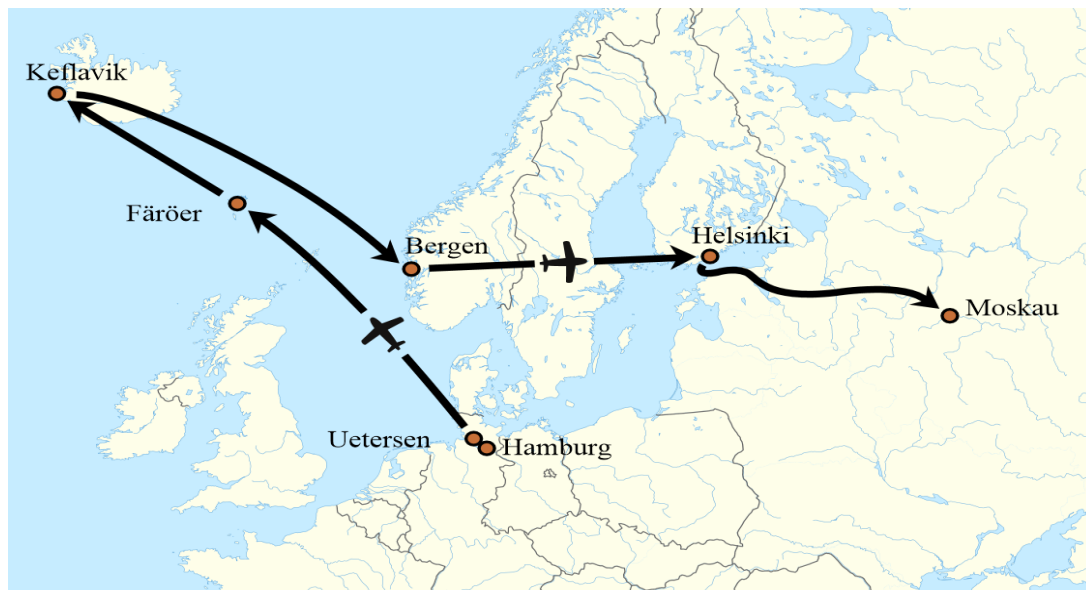 Keflavik
Färöer
Bergen
Helsinki
Moskau
Uetersen
Hamburg